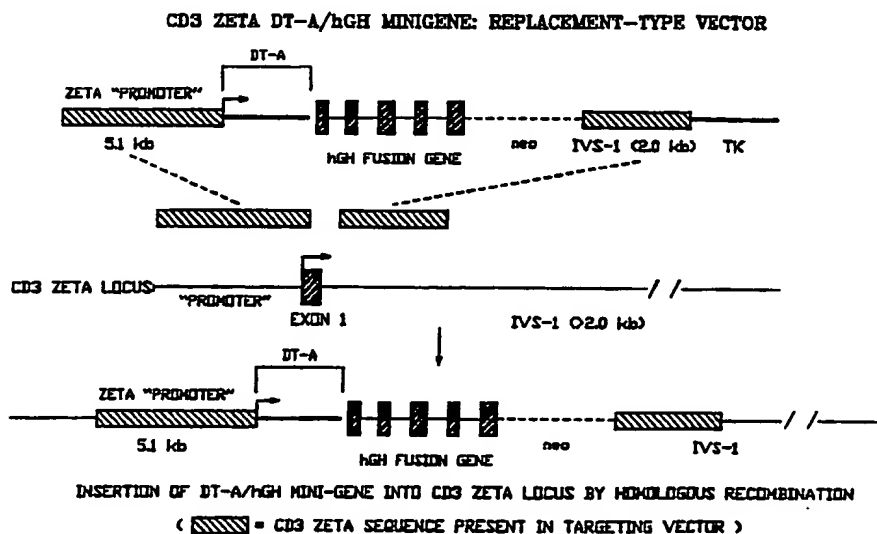 CD3 ZETA DT-A/hGH MINIGENE: REPLACEMENT-TYPE VECTOR
DT-A
ZETA "PROMOTER"
5.1 kb
hGH FUSION GENE
neo
IVS-1 (2.0 kb)
TK
CD3 ZETA LOCUS
"PROMOTER"
EXON 1
IVS-1 (>2.0 kb)
DT-A
ZETA "PROMOTER"
5.1 kb
hGH FUSION GENE
neo
IVS-1
INSERTION OF DT-A/hGH MINI-GENE INTO CD3 ZETA LOCUS BY HOMOLOGOUS RECOMBINATION
( = CD3 ZETA SEQUENCE PRESENT IN TARGETING VECTOR )